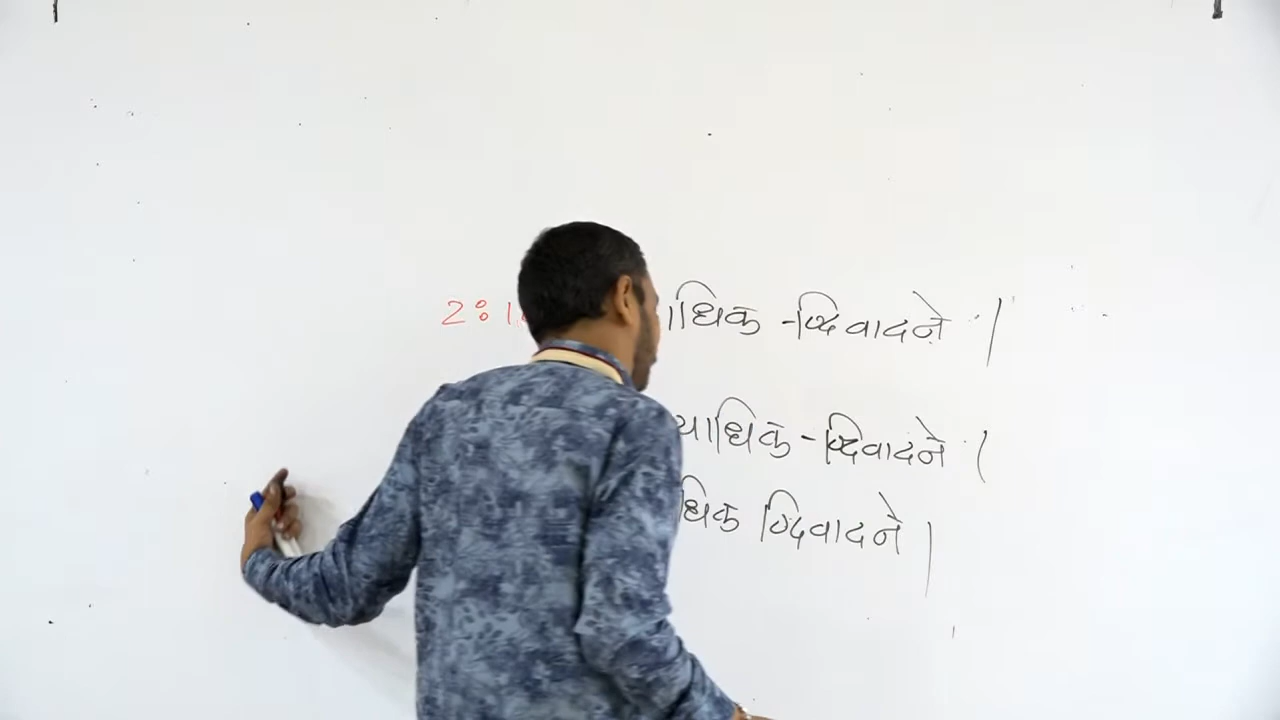 2:1 ाधिक -द्विवादने ।
याधिक-द्विवादने ।
धिक द्विवादने ।